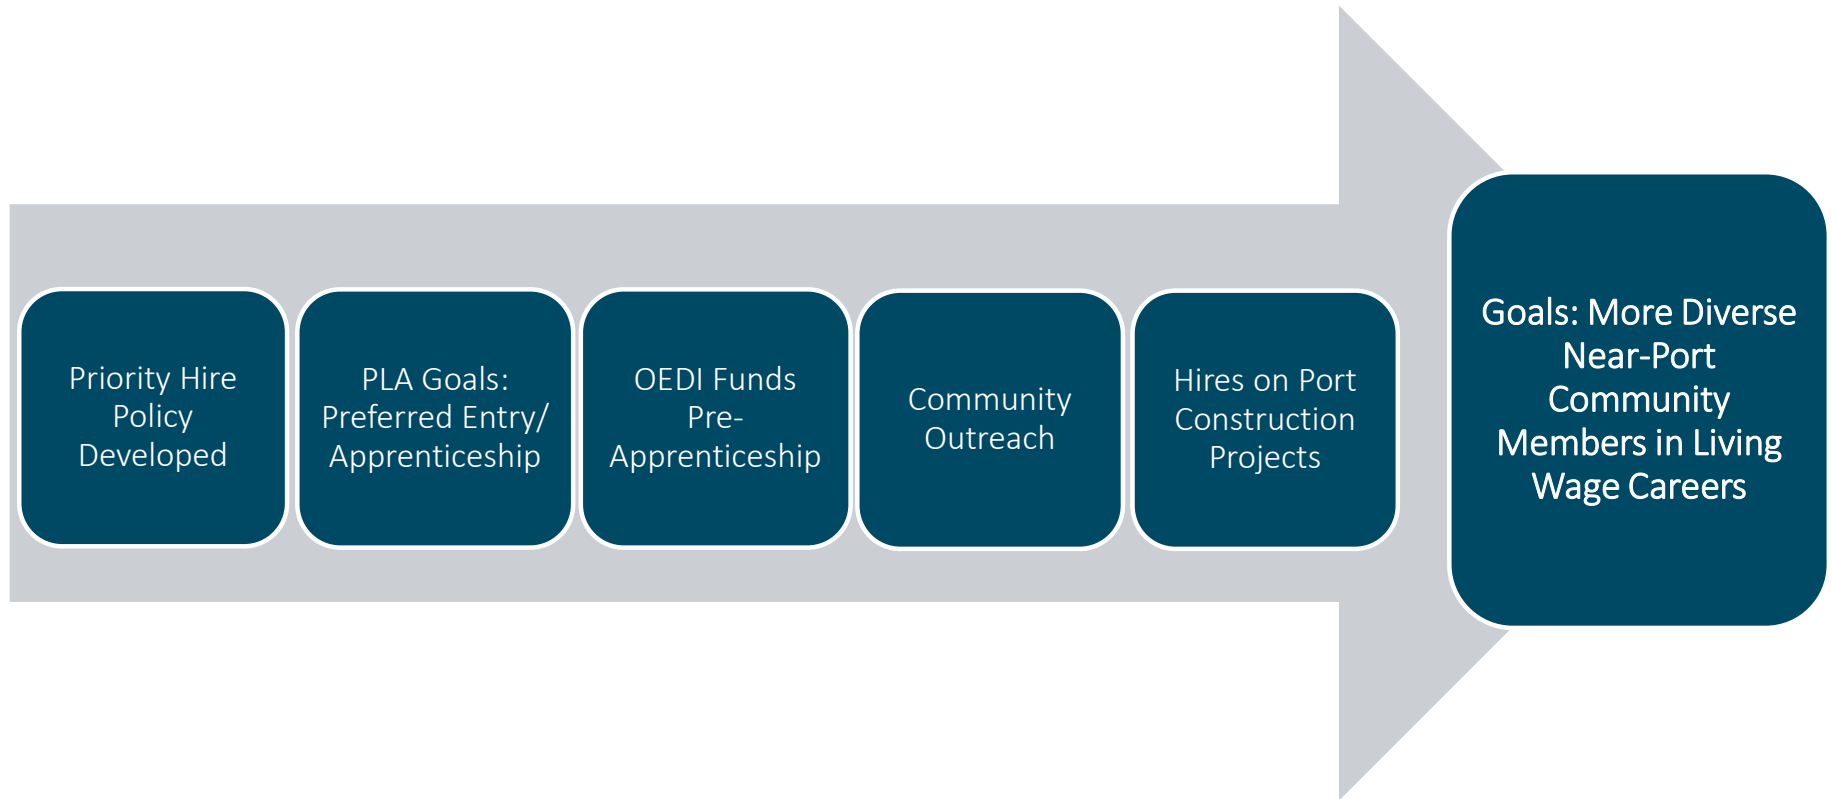 Priority Hire
Policy
Developed
PLA Goals:
Preferred Entry/
Apprenticeship
OEDI Funds
Pre-
Apprenticeship
Community
Outreach
Hires on Port
Construction
Projects
Goals: More Diverse
Near-Port
Community
Members in Living
Wage Careers